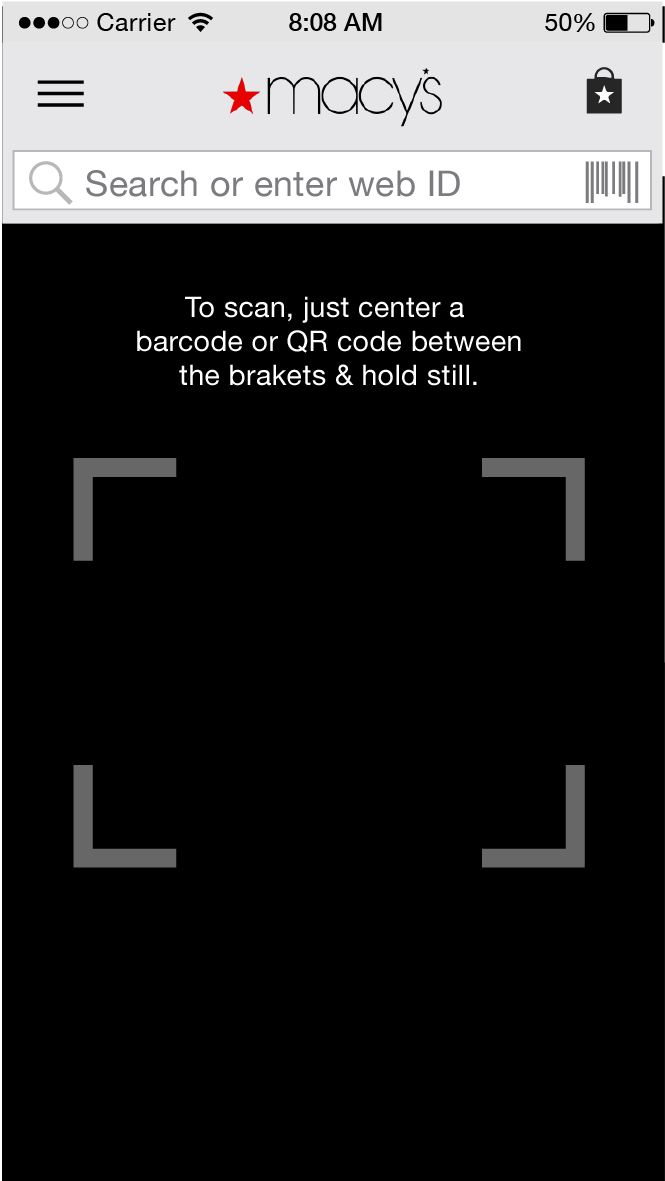 Carrier 8:08 AM 50%
macy's
Search or enter web ID
To scan, just center a
barcode or QR code between
the brakets & hold still.